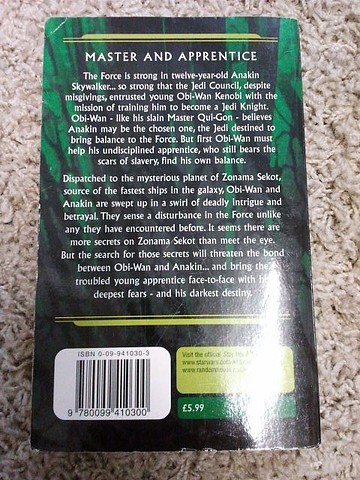 MASTER AND APPRENTICE
The Force is strong in twelve-year-old Anakin
Skywalker... so strong that the Jedi Council, despite
misgivings, entrusted young Obi-Wan Kenobi with the
mission of training him to become a Jedi Knight.
Obi-Wan - like his slain Master Qui-Gon - believes
Anakin may be the chosen one, the Jedi destined to
bring balance to the Force. But first Obi-Wan must
help his undisciplined apprentice, who still bears the
scars of slavery, find his own balance.
Dispatched to the mysterious planet of Zonama Sekot,
source of the fastest ships in the galaxy, Obi-Wan and
Anakin are swept up in a swirl of deadly intrigue and
betrayal. They sense a disturbance in the Force unlike
any they have encountered before. It seems there are
more secrets on Zonama Sekot than meet the eye.
But the search for those secrets will threaten the bond
between Obi-Wan and Anakin... and bring the
troubled young apprentice face-to-face with his
deepest fears - and his darkest destiny.
ISBN 0-09-941030-3
9 780099 410300
Visit the official
£5.99